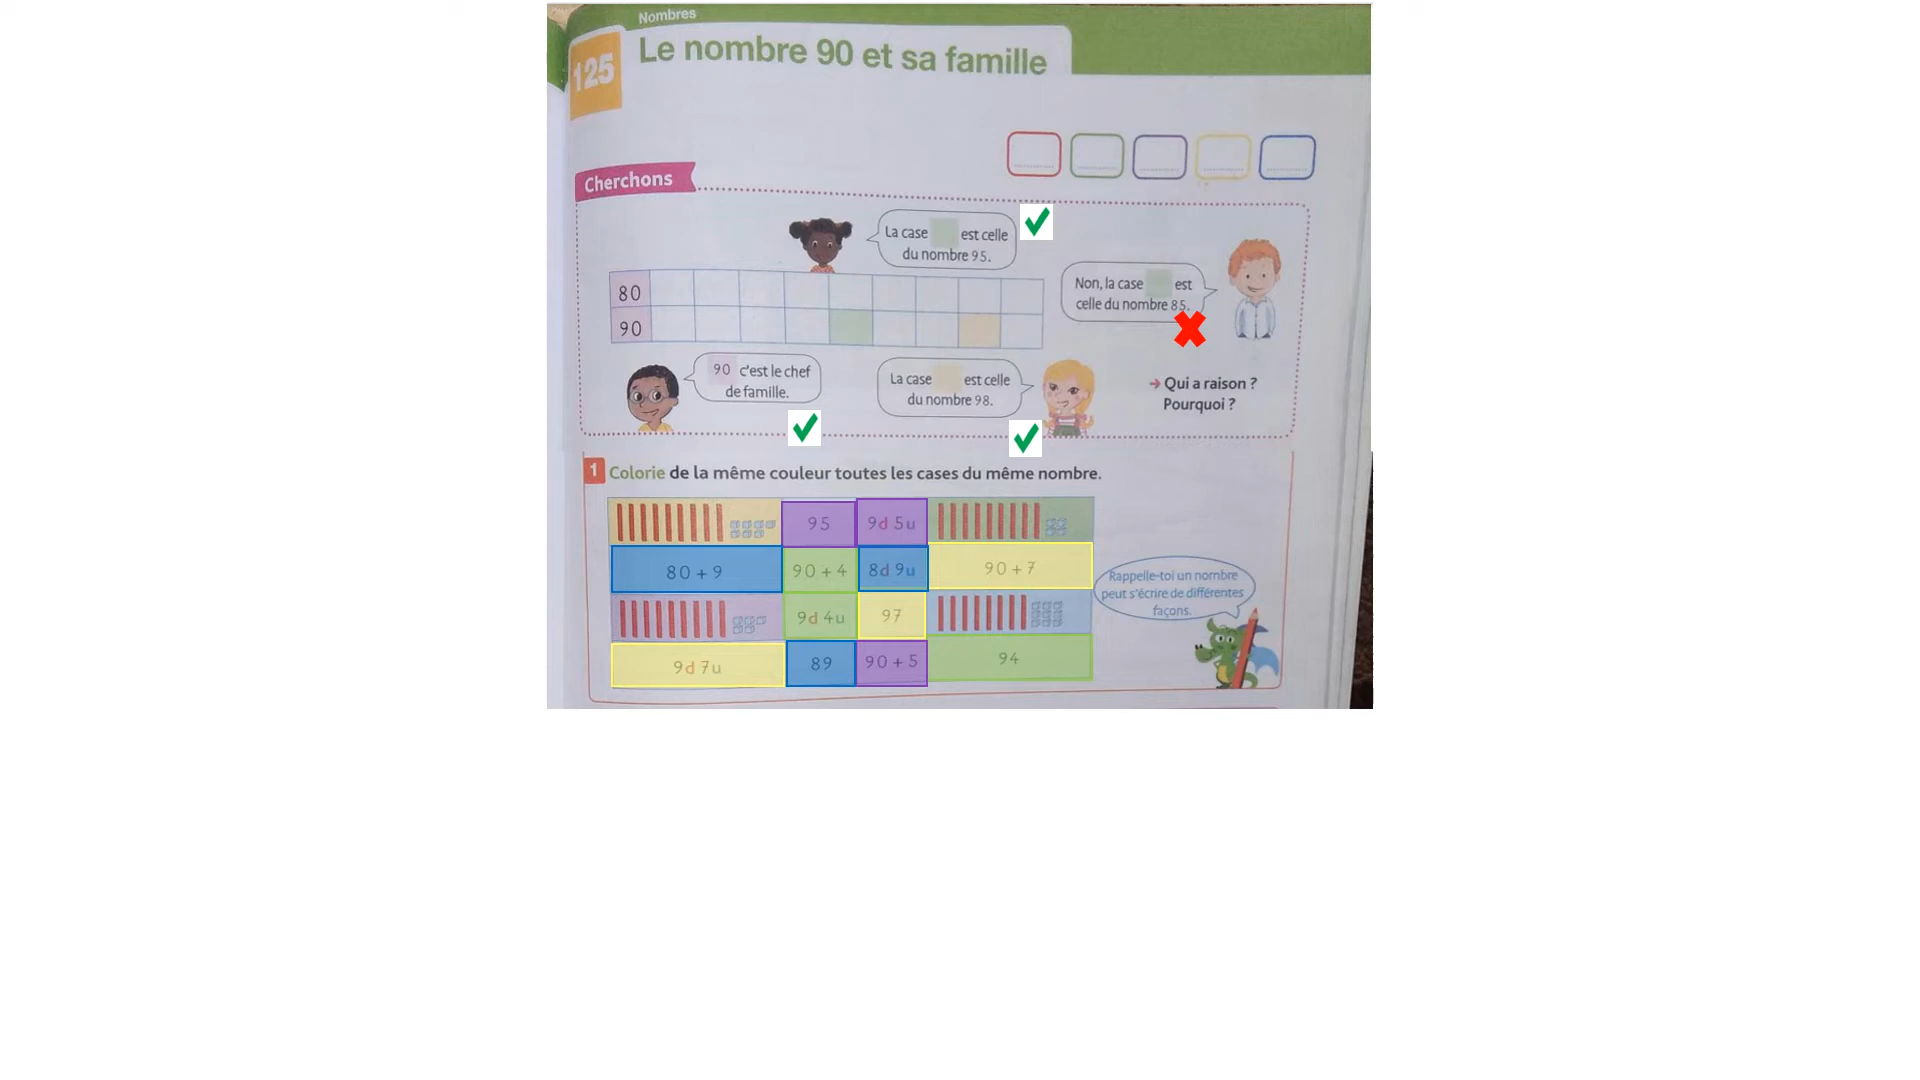 Nombres
125
Le nombre 90 et sa famille
Cherchons
La case est celle
du nombre 95.
Non, la case est
celle du nombre 85.
80
90
90 c'est le chef
de famille.
La case est celle
du nombre 98.
→ Qui a raison ?
Pourquoi ?
1 Colorie de la même couleur toutes les cases du même nombre.
95 9d 5u
80 + 9 90 + 4 8d 9u 90 + 7
9d 4u 97
9d 7u 89 90 + 5 94
Rappelle-toi un nombre
peut s'écrire de différentes
façons.